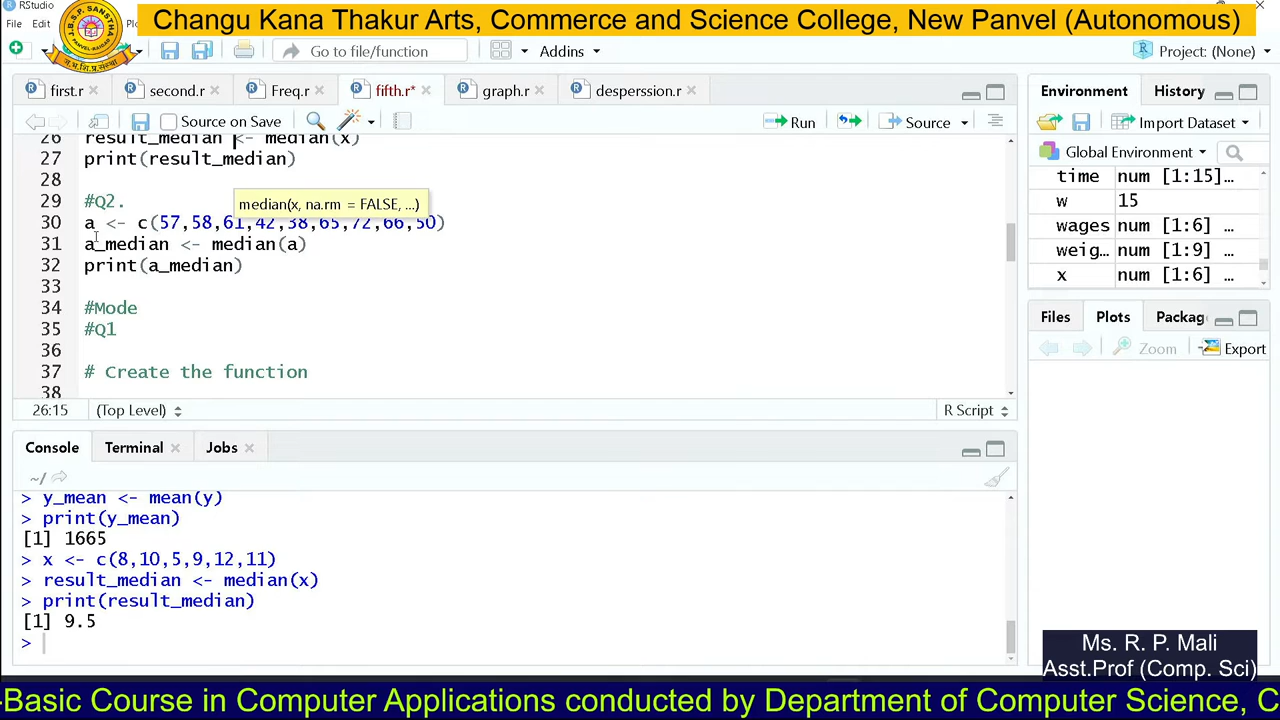 RStudio
Changu Kana Thakur Arts, Commerce and Science College, New Panvel (Autonomous)
File
Edit
Go to file/function
Addins
Project: (None)
first.r
second.r
Freq.r
fifth.r*
graph.r
desperssion.r
Source on Save
Run
Source
26 result_median <- median(x)
27 print(result_median)
28
29 #Q2.
median(x, na.rm = FALSE, ...)
30 a <- c(57,58,61,42,38,65,72,66,50)
31 a_median <- median(a)
32 print(a_median)
33
34 #Mode
35 #Q1
36
37 # Create the function
38
26:15
(Top Level)
R Script
Console
Terminal
Jobs
~/
> y_mean <- mean(y)
> print(y_mean)
[1] 1665
> x <- c(8,10,5,9,12,11)
> result_median <- median(x)
> print(result_median)
[1] 9.5
>
Environment
History
Import Dataset
Global Environment
time num [1:15]…
w 15
wages num [1:6] …
weig… num [1:9] …
x num [1:6] …
Files
Plots
Packag
Zoom
Export
Ms. R. P. Mali
Asst.Prof (Comp. Sci)
-Basic Course in Computer Applications conducted by Department of Computer Science, C